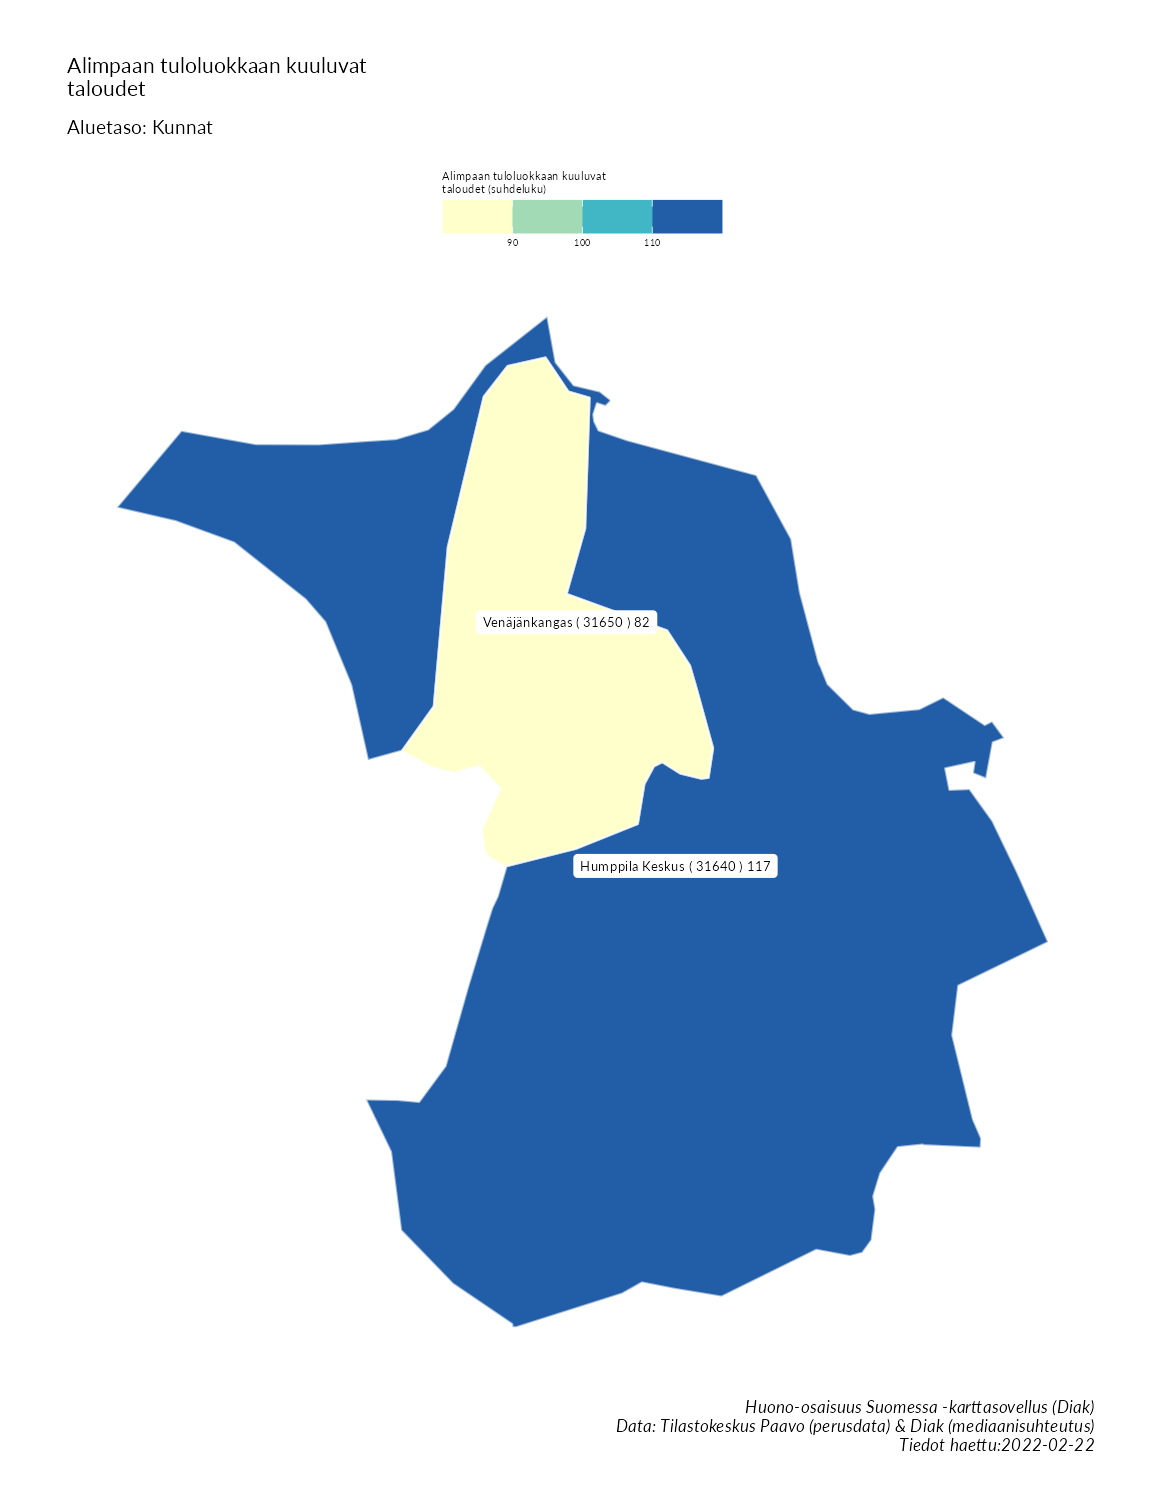 Alimpaan tuloluokkaan kuuluvat
taloudet
Aluetaso: Kunnat
Alimpaan tuloluokkaan kuuluvat
taloudet (suhdeluku)
90 100 110
Venäjänkangas ( 31650 ) 82
Humppila Keskus ( 31640 ) 117
Huono-osaisuus Suomessa -karttasovellus (Diak)
Data: Tilastokeskus Paavo (perusdata) & Diak (mediaanisuhteutus)
Tiedot haettu:2022-02-22